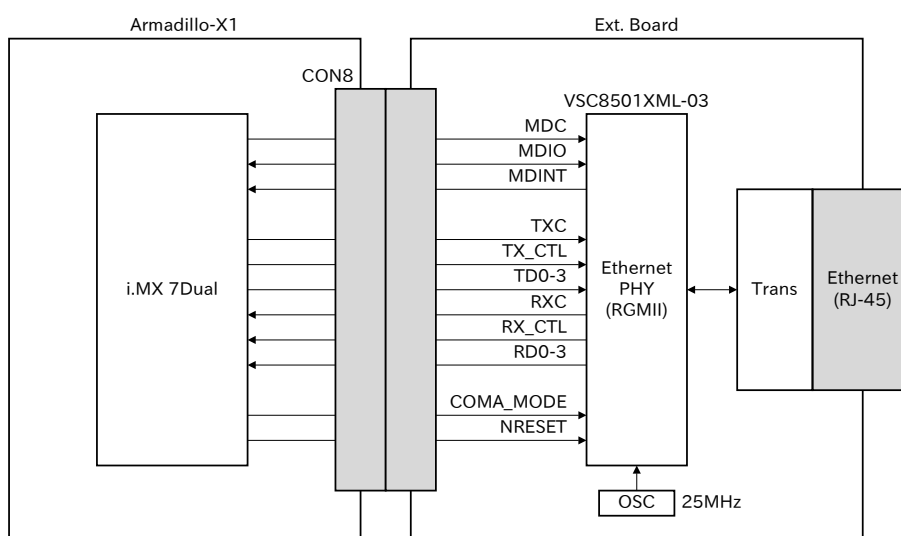 Armadillo-X1
Ext. Board
CON8
VSC8501XML-03
MDC
MDIO
MDINT
TXC
TX_CTL
TD0-3
RXC
RX_CTL
RD0-3
COMA_MODE
NRESET
i.MX 7Dual
Ethernet
PHY
(RGMII)
Trans
Ethernet
(RJ-45)
OSC
25MHz